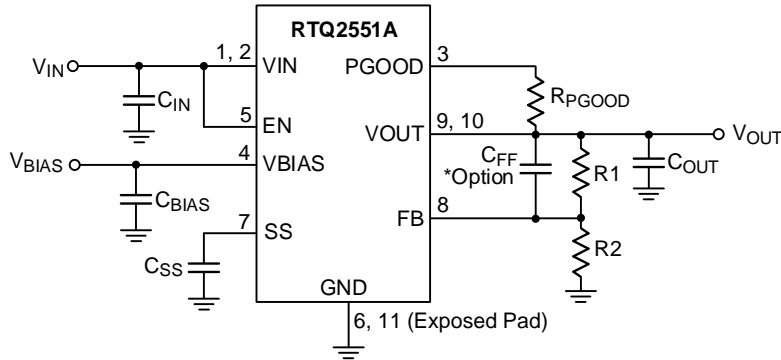 RTQ2551A
1, 2
VIN
PGOOD
3
VIN
CIN
RPGOOD
5
EN
VOUT
9, 10
VOUT
VBIAS
4
VBIAS
CFF
*Option
R1
COUT
CBIAS
7
SS
FB
8
R2
CSS
GND
6, 11 (Exposed Pad)